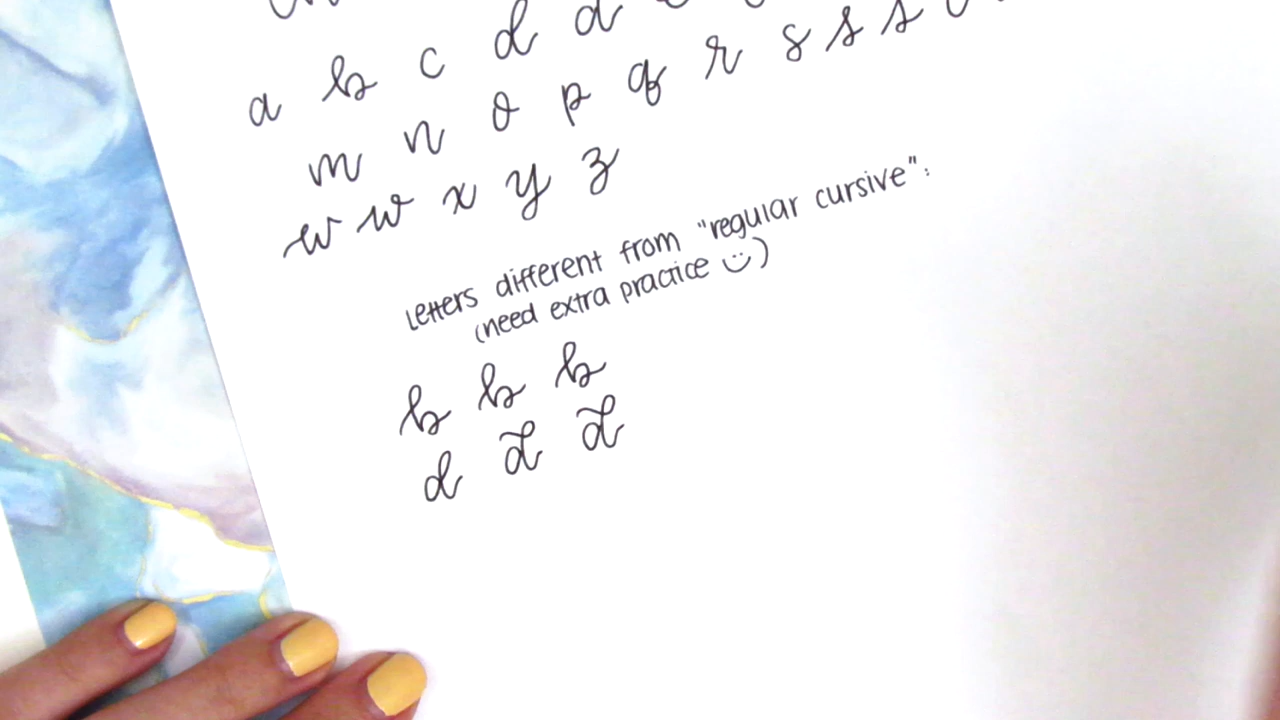 a b c d d
m n o p q r s s s
w w x y z
Letters different from "regular cursive":
(need extra practice ☺)
b b b
d d d